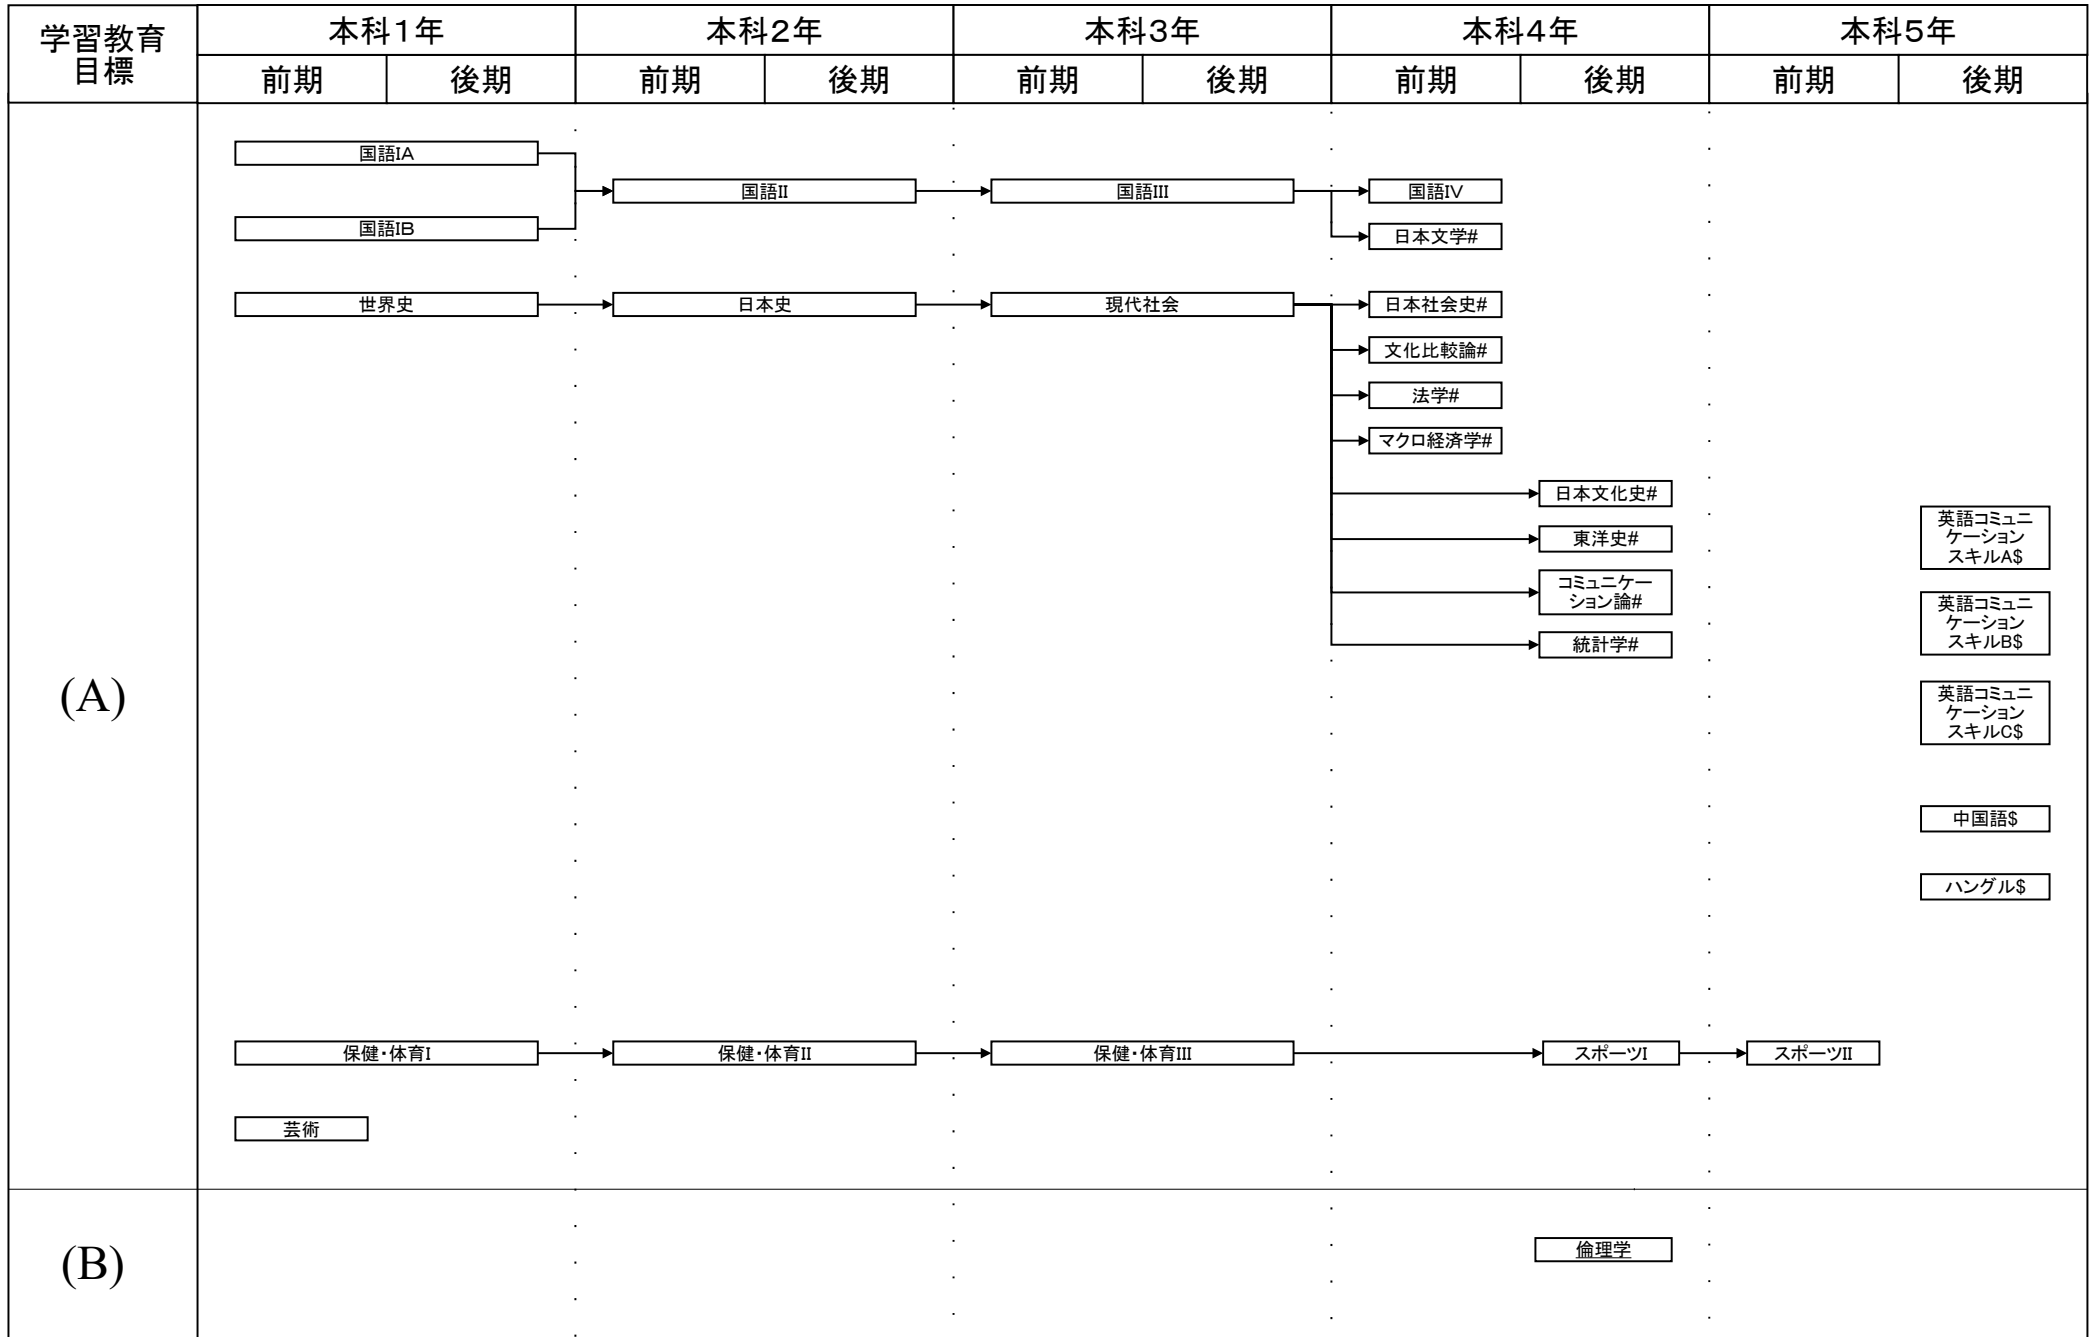 学習教育
目標
本科1年
本科2年
本科3年
本科4年
本科5年
前期
後期
前期
後期
前期
後期
前期
後期
前期
後期
(A)
国語IA
国語IB
国語II
国語III
国語IV
日本文学#
世界史
日本史
現代社会
日本社会史#
文化比較論#
法学#
マクロ経済学#
日本文化史#
東洋史#
コミュニケー
ション論#
統計学#
英語コミュニ
ケーション
スキルA$
英語コミュニ
ケーション
スキルB$
英語コミュニ
ケーション
スキルC$
中国語$
ハングル$
保健・体育I
保健・体育II
保健・体育III
スポーツI
スポーツII
芸術
(B)
倫理学